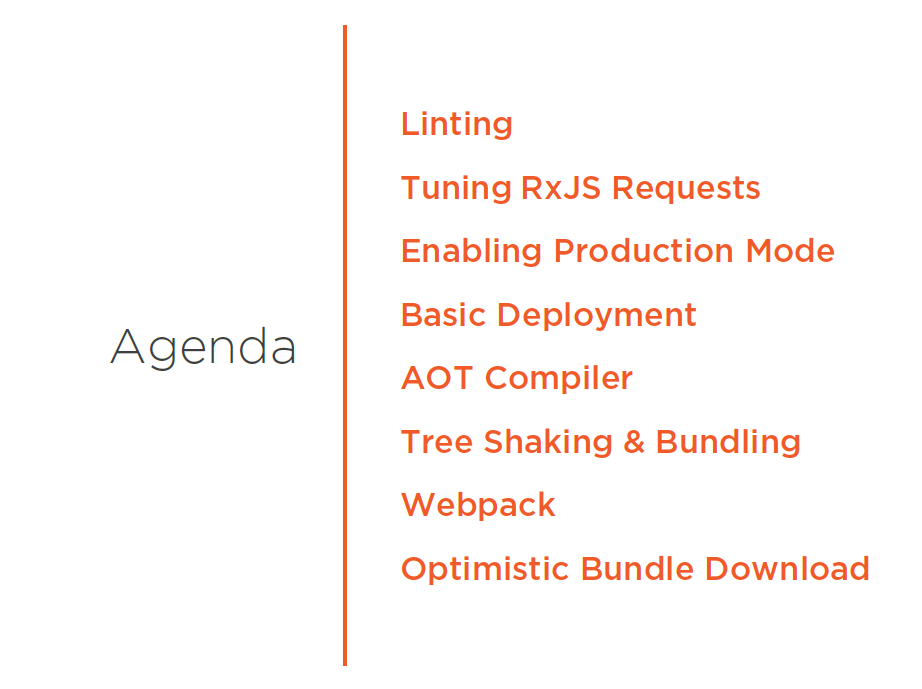 Agenda
Linting
Tuning RxJS Requests
Enabling Production Mode
Basic Deployment
AOT Compiler
Tree Shaking & Bundling
Webpack
Optimistic Bundle Download